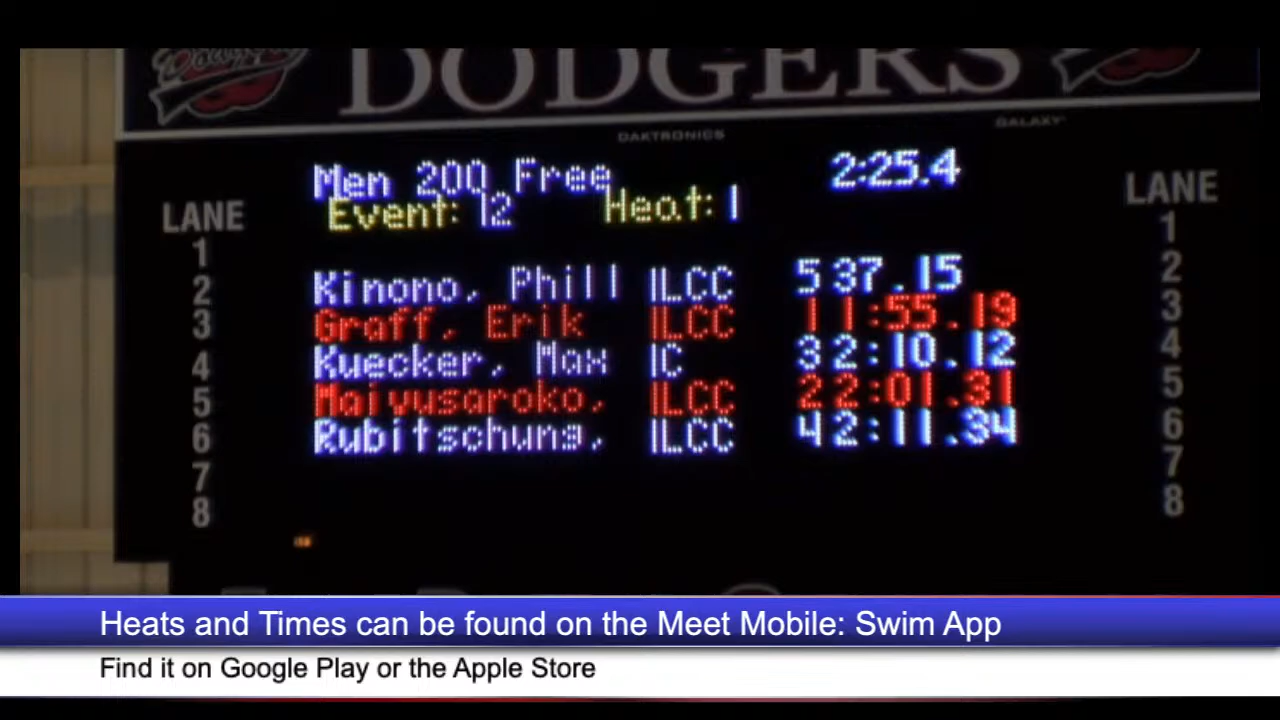 DODGERS
DAKTRONICS
GALAXY
Men 200 Free 2:25.4
Event: 12 Heat: 1
LANE LANE
1 1
2 Kinono, Phill ILCC 5 37.15 2
3 Graff, Erik ILCC 1 1:55.19 3
4 Kuecker, Max IC 3 2:10.12 4
5 Maivusaroko, ILCC 2 2:01.31 5
6 Rubitschung, ILCC 4 2:11.34 6
7 7
8 8
Heats and Times can be found on the Meet Mobile: Swim App
Find it on Google Play or the Apple Store